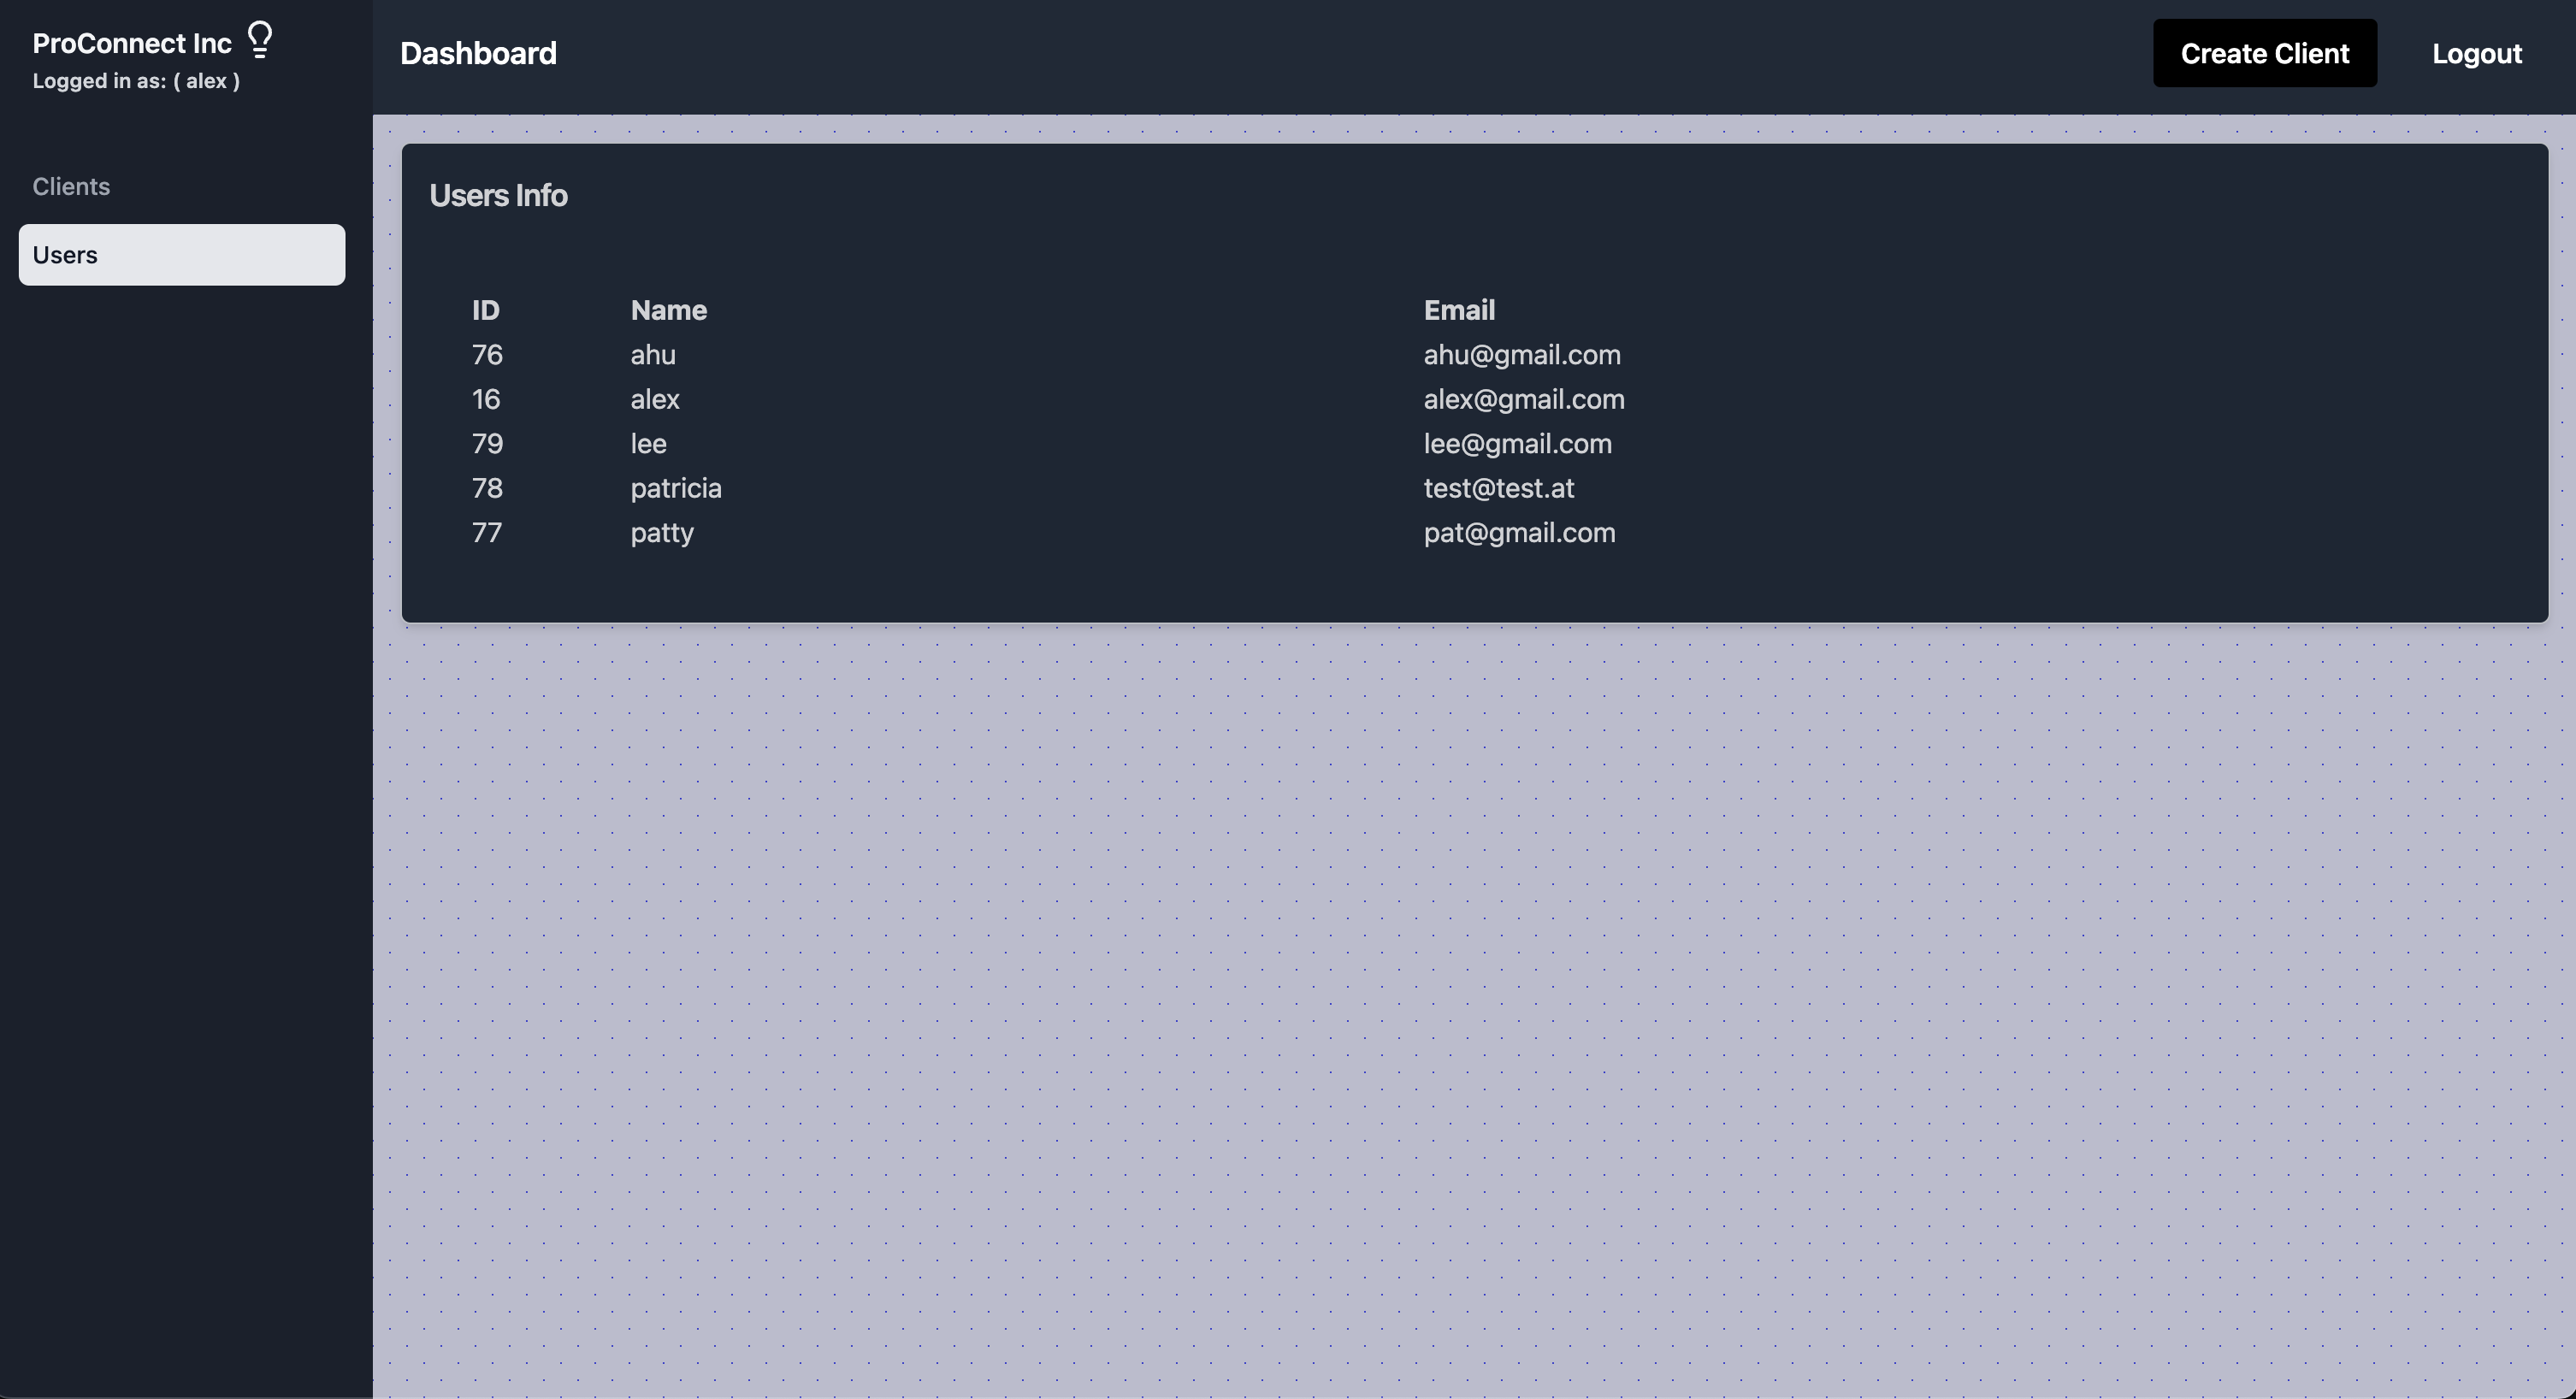 ProConnect Inc
Logged in as: ( alex )
Clients
Users
Dashboard
Create Client
Logout
Users Info
ID Name Email
76 ahu ahu@gmail.com
16 alex alex@gmail.com
79 lee lee@gmail.com
78 patricia test@test.at
77 patty pat@gmail.com